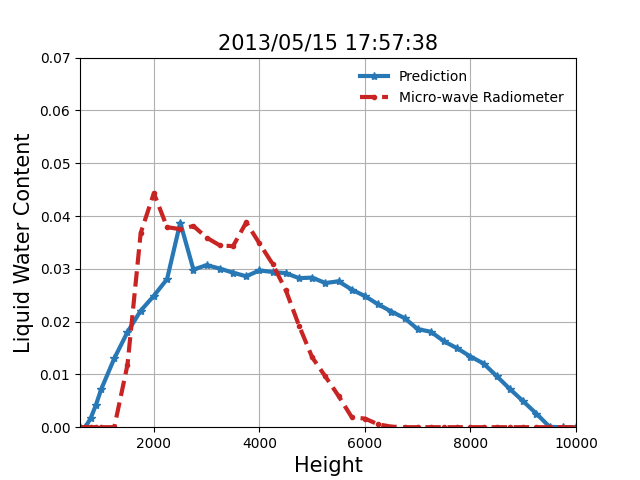 2013/05/15 17:57:38
0.07
0.06
0.05
0.04
0.03
0.02
0.01
0.00
Liquid Water Content
Prediction
Micro-wave Radiometer
2000 4000 6000 8000 10000
Height